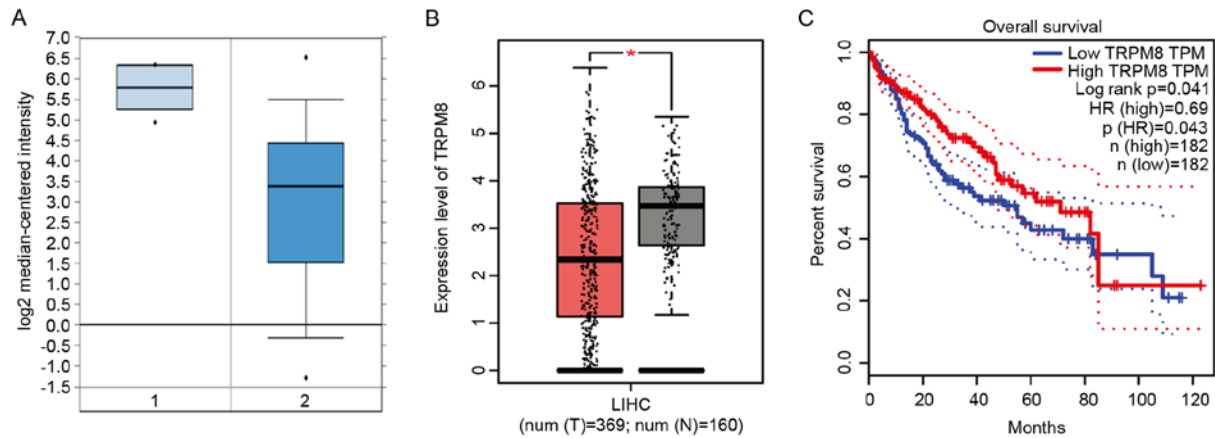 A
log2 median-centered intensity
7.0
6.5
6.0
5.5
5.0
4.5
4.0
3.5
3.0
2.5
2.0
1.5
1.0
0.5
0.0
-0.5
-1.0
-1.5
1
2
B
Expression level of TRPM8
6
5
4
3
2
1
0
*
LIHC
(num (T)=369; num (N)=160)
C
Overall survival
Low TRPM8 TPM
High TRPM8 TPM
Log rank p=0.041
HR (high)=0.69
p (HR)=0.043
n (high)=182
n (low)=182
Percent survival
1.0
0.8
0.6
0.4
0.2
0.0
0
20
40
60
80
100
120
Months